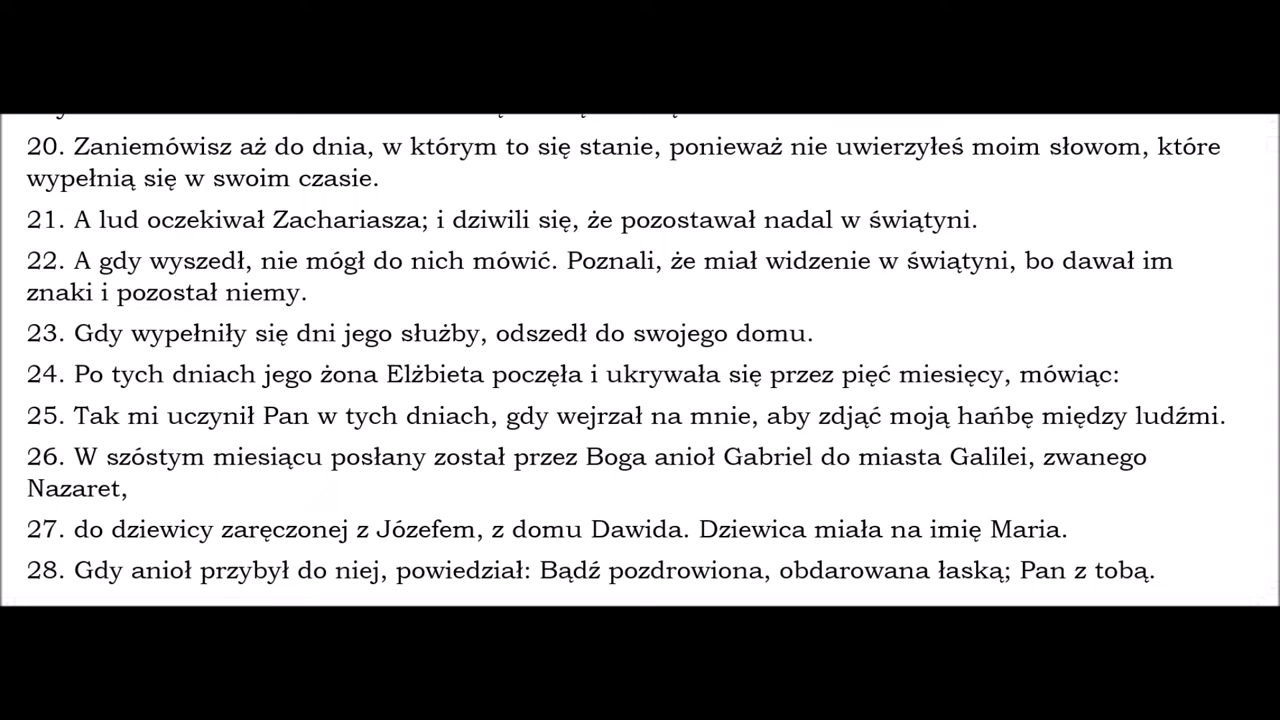 20. Zaniemówisz aż do dnia, w którym to się stanie, ponieważ nie uwierzyłeś moim słowom, które
wypełnią się w swoim czasie.
21. A lud oczekiwał Zachariasza; i dziwili się, że pozostawał nadal w świątyni.
22. A gdy wyszedł, nie mógł do nich mówić. Poznali, że miał widzenie w świątyni, bo dawał im
znaki i pozostał niemy.
23. Gdy wypełniły się dni jego służby, odszedł do swojego domu.
24. Po tych dniach jego żona Elżbieta poczęła i ukrywała się przez pięć miesięcy, mówiąc:
25. Tak mi uczynił Pan w tych dniach, gdy wejrzał na mnie, aby zdjąć moją hańbę między ludźmi.
26. W szóstym miesiącu posłany został przez Boga anioł Gabriel do miasta Galilei, zwanego
Nazaret,
27. do dziewicy zaręczonej z Józefem, z domu Dawida. Dziewica miała na imię Maria.
28. Gdy anioł przybył do niej, powiedział: Bądź pozdrowiona, obdarowana łaską; Pan z tobą.